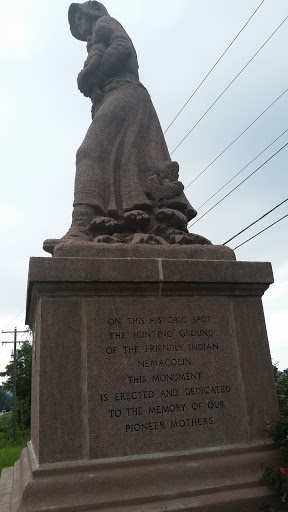 ON THIS HISTORIC SPOT
THE HUNTING GROUND
OF THE FRIENDLY INDIAN
NEMACOLIN
THIS MONUMENT
IS ERECTED AND DEDICATED
TO THE MEMORY OF OUR
PIONEER MOTHERS.